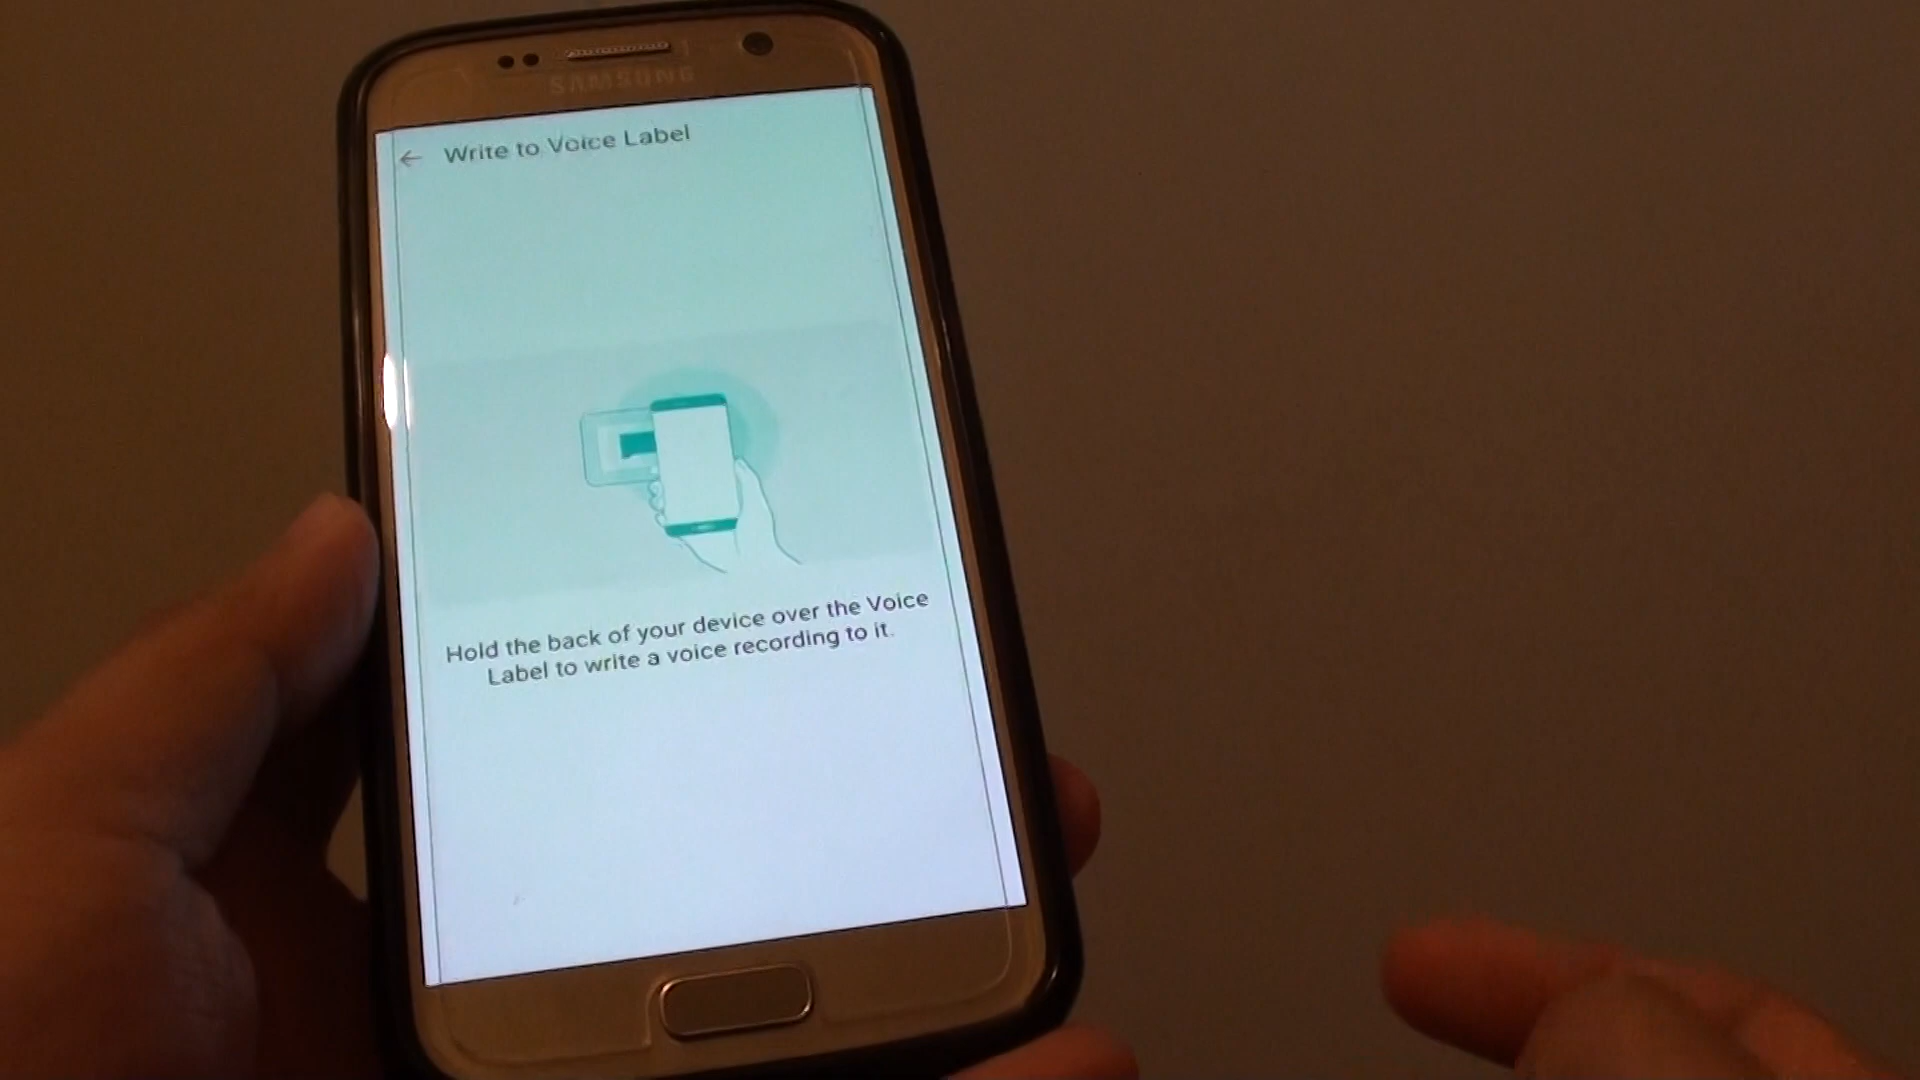 SAMSUNG
Write to Voice Label
Hold the back of your device over the Voice
Label to write a voice recording to it.